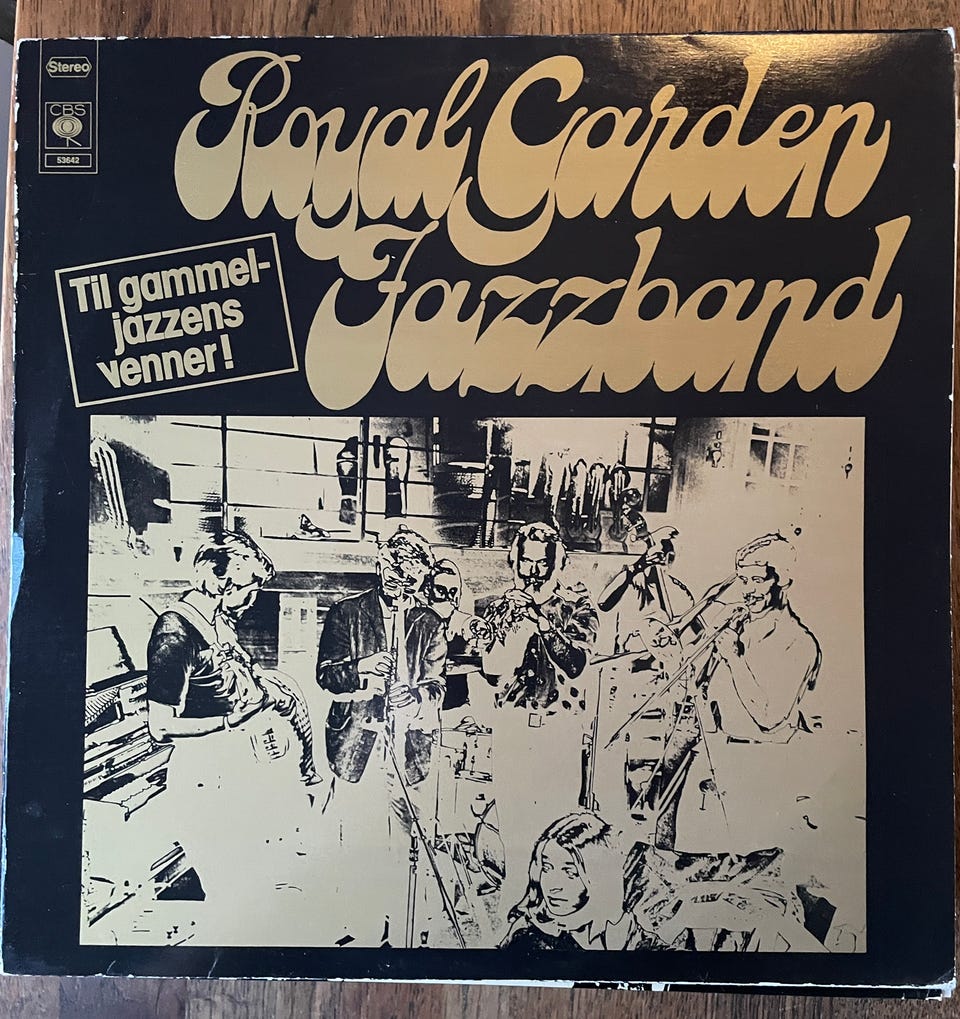 Stereo
CBS
53642
Royal Garden
Jazzband
Til gammel-
jazzens
venner!